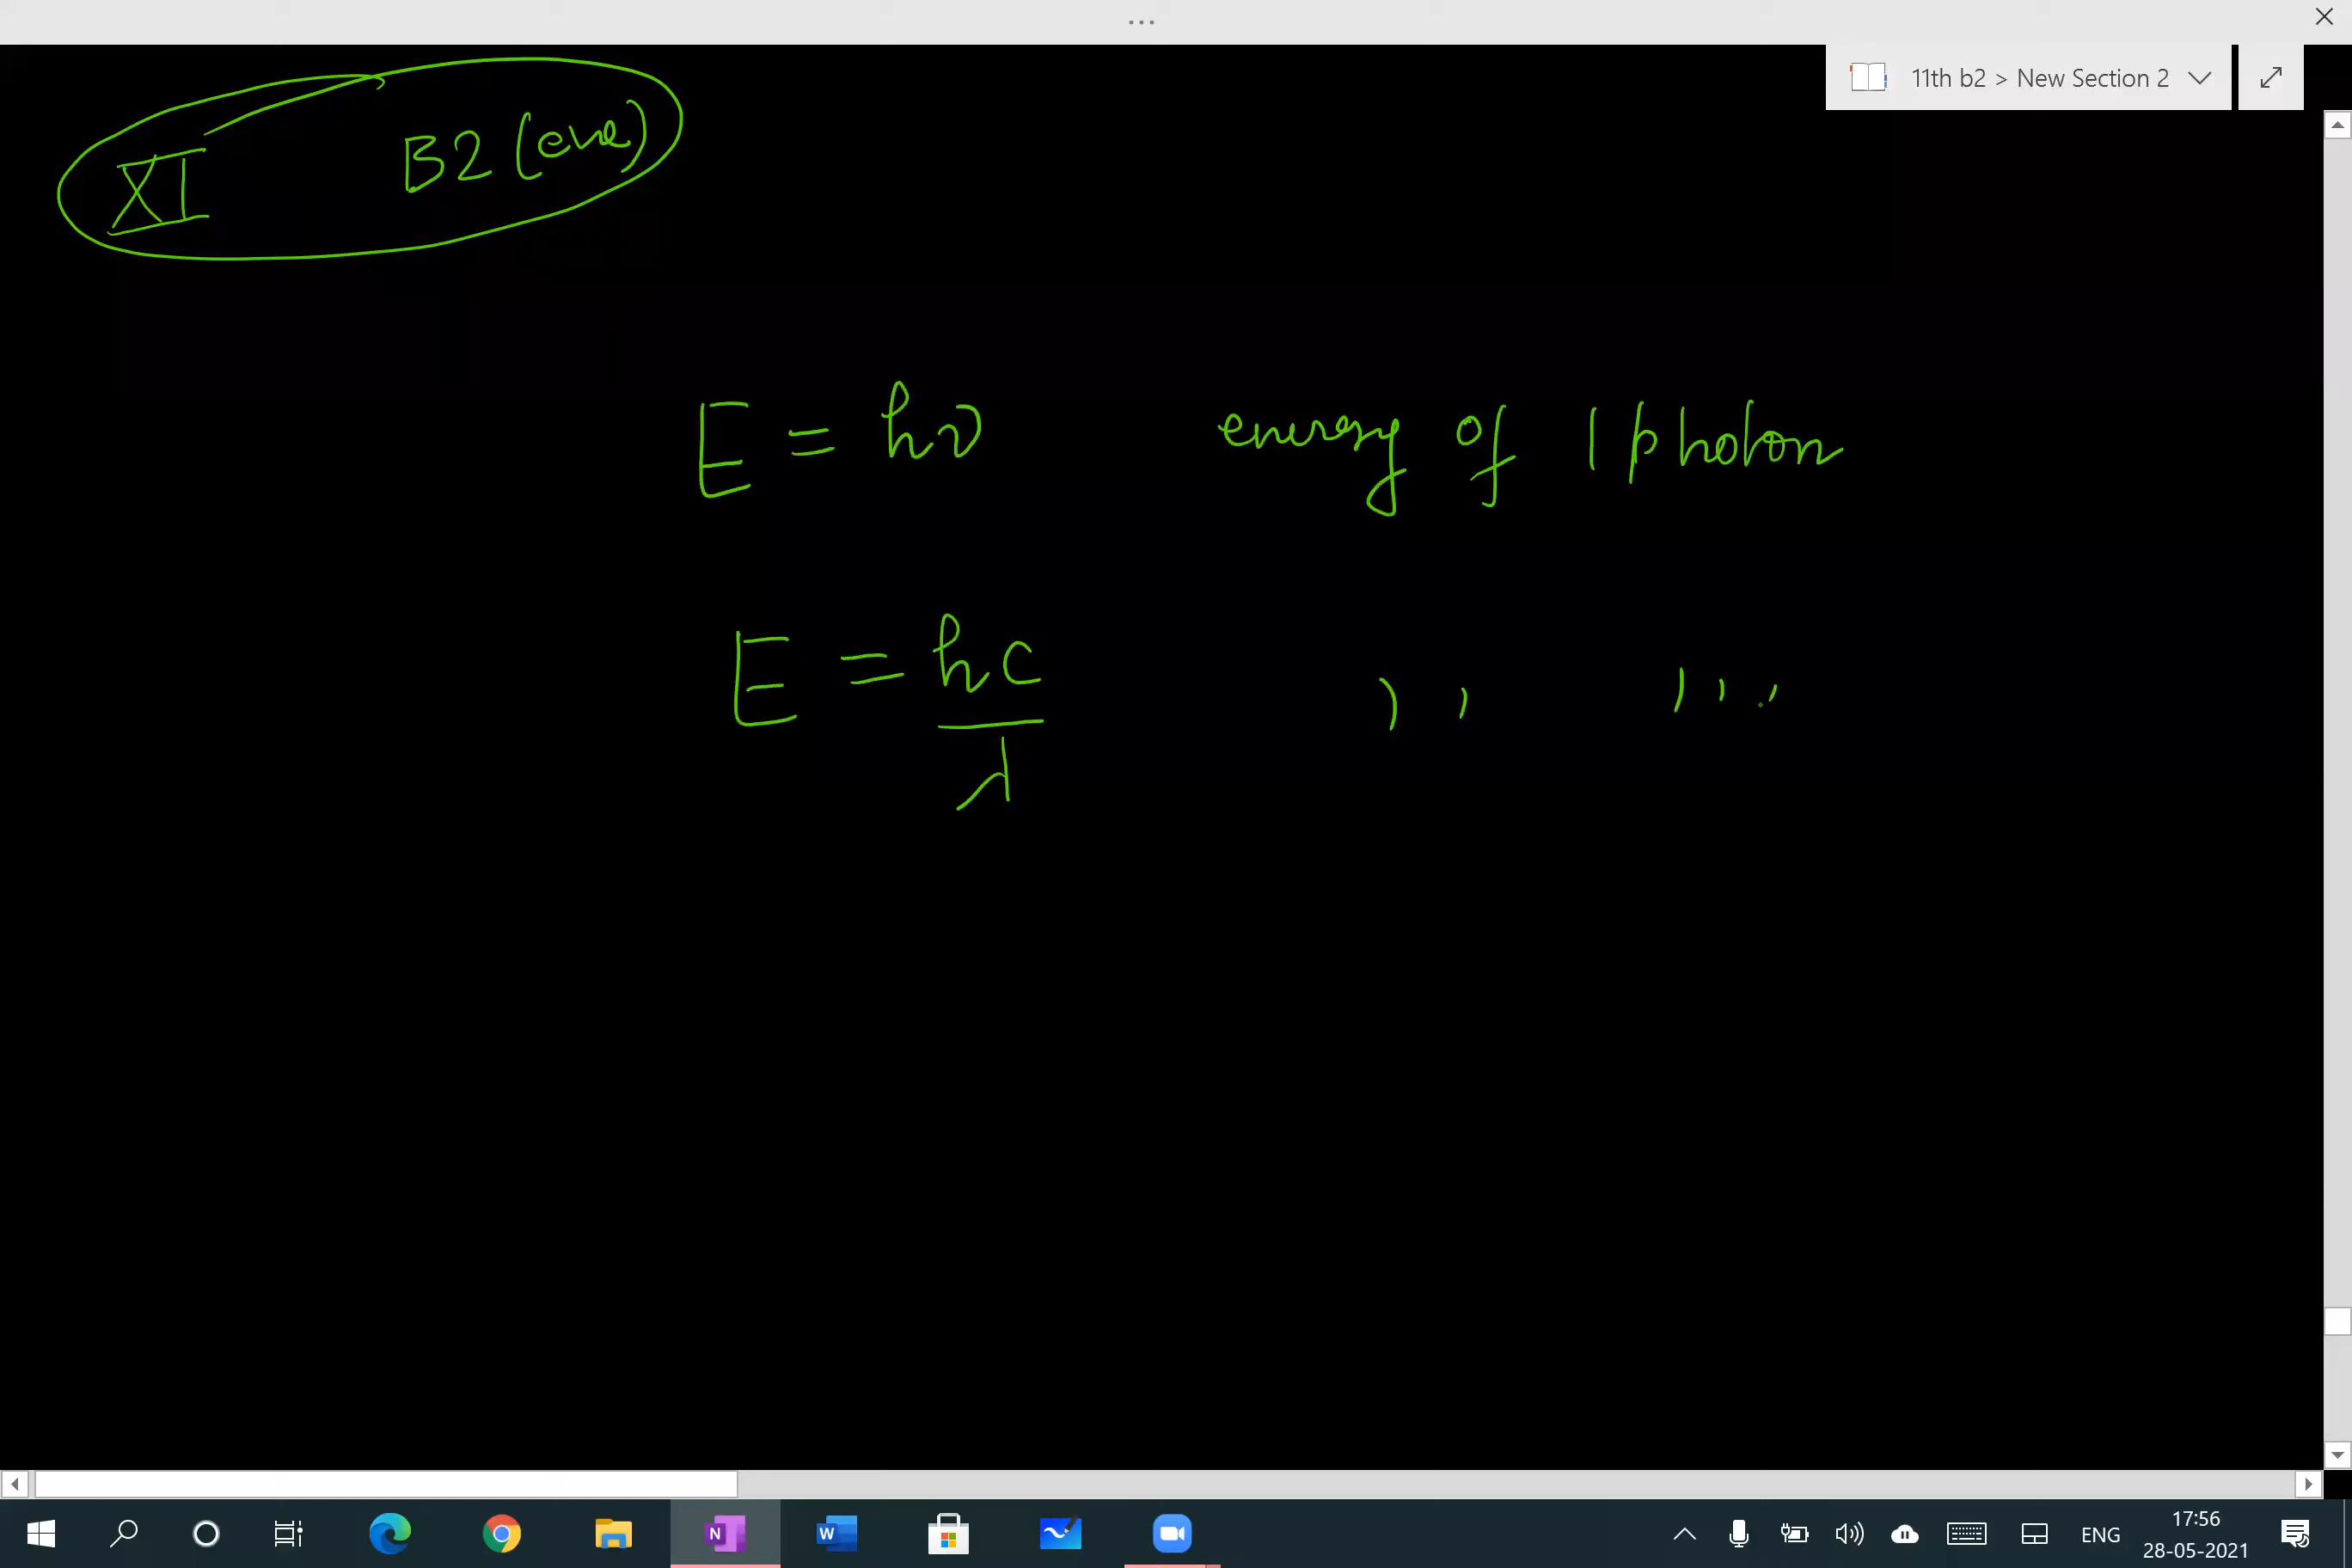 11th b2 > New Section 2
XI B2 (eve)
E = hν energy of 1 photon
E = hc/λ ,, ,,,
ENG
17:56
28-05-2021